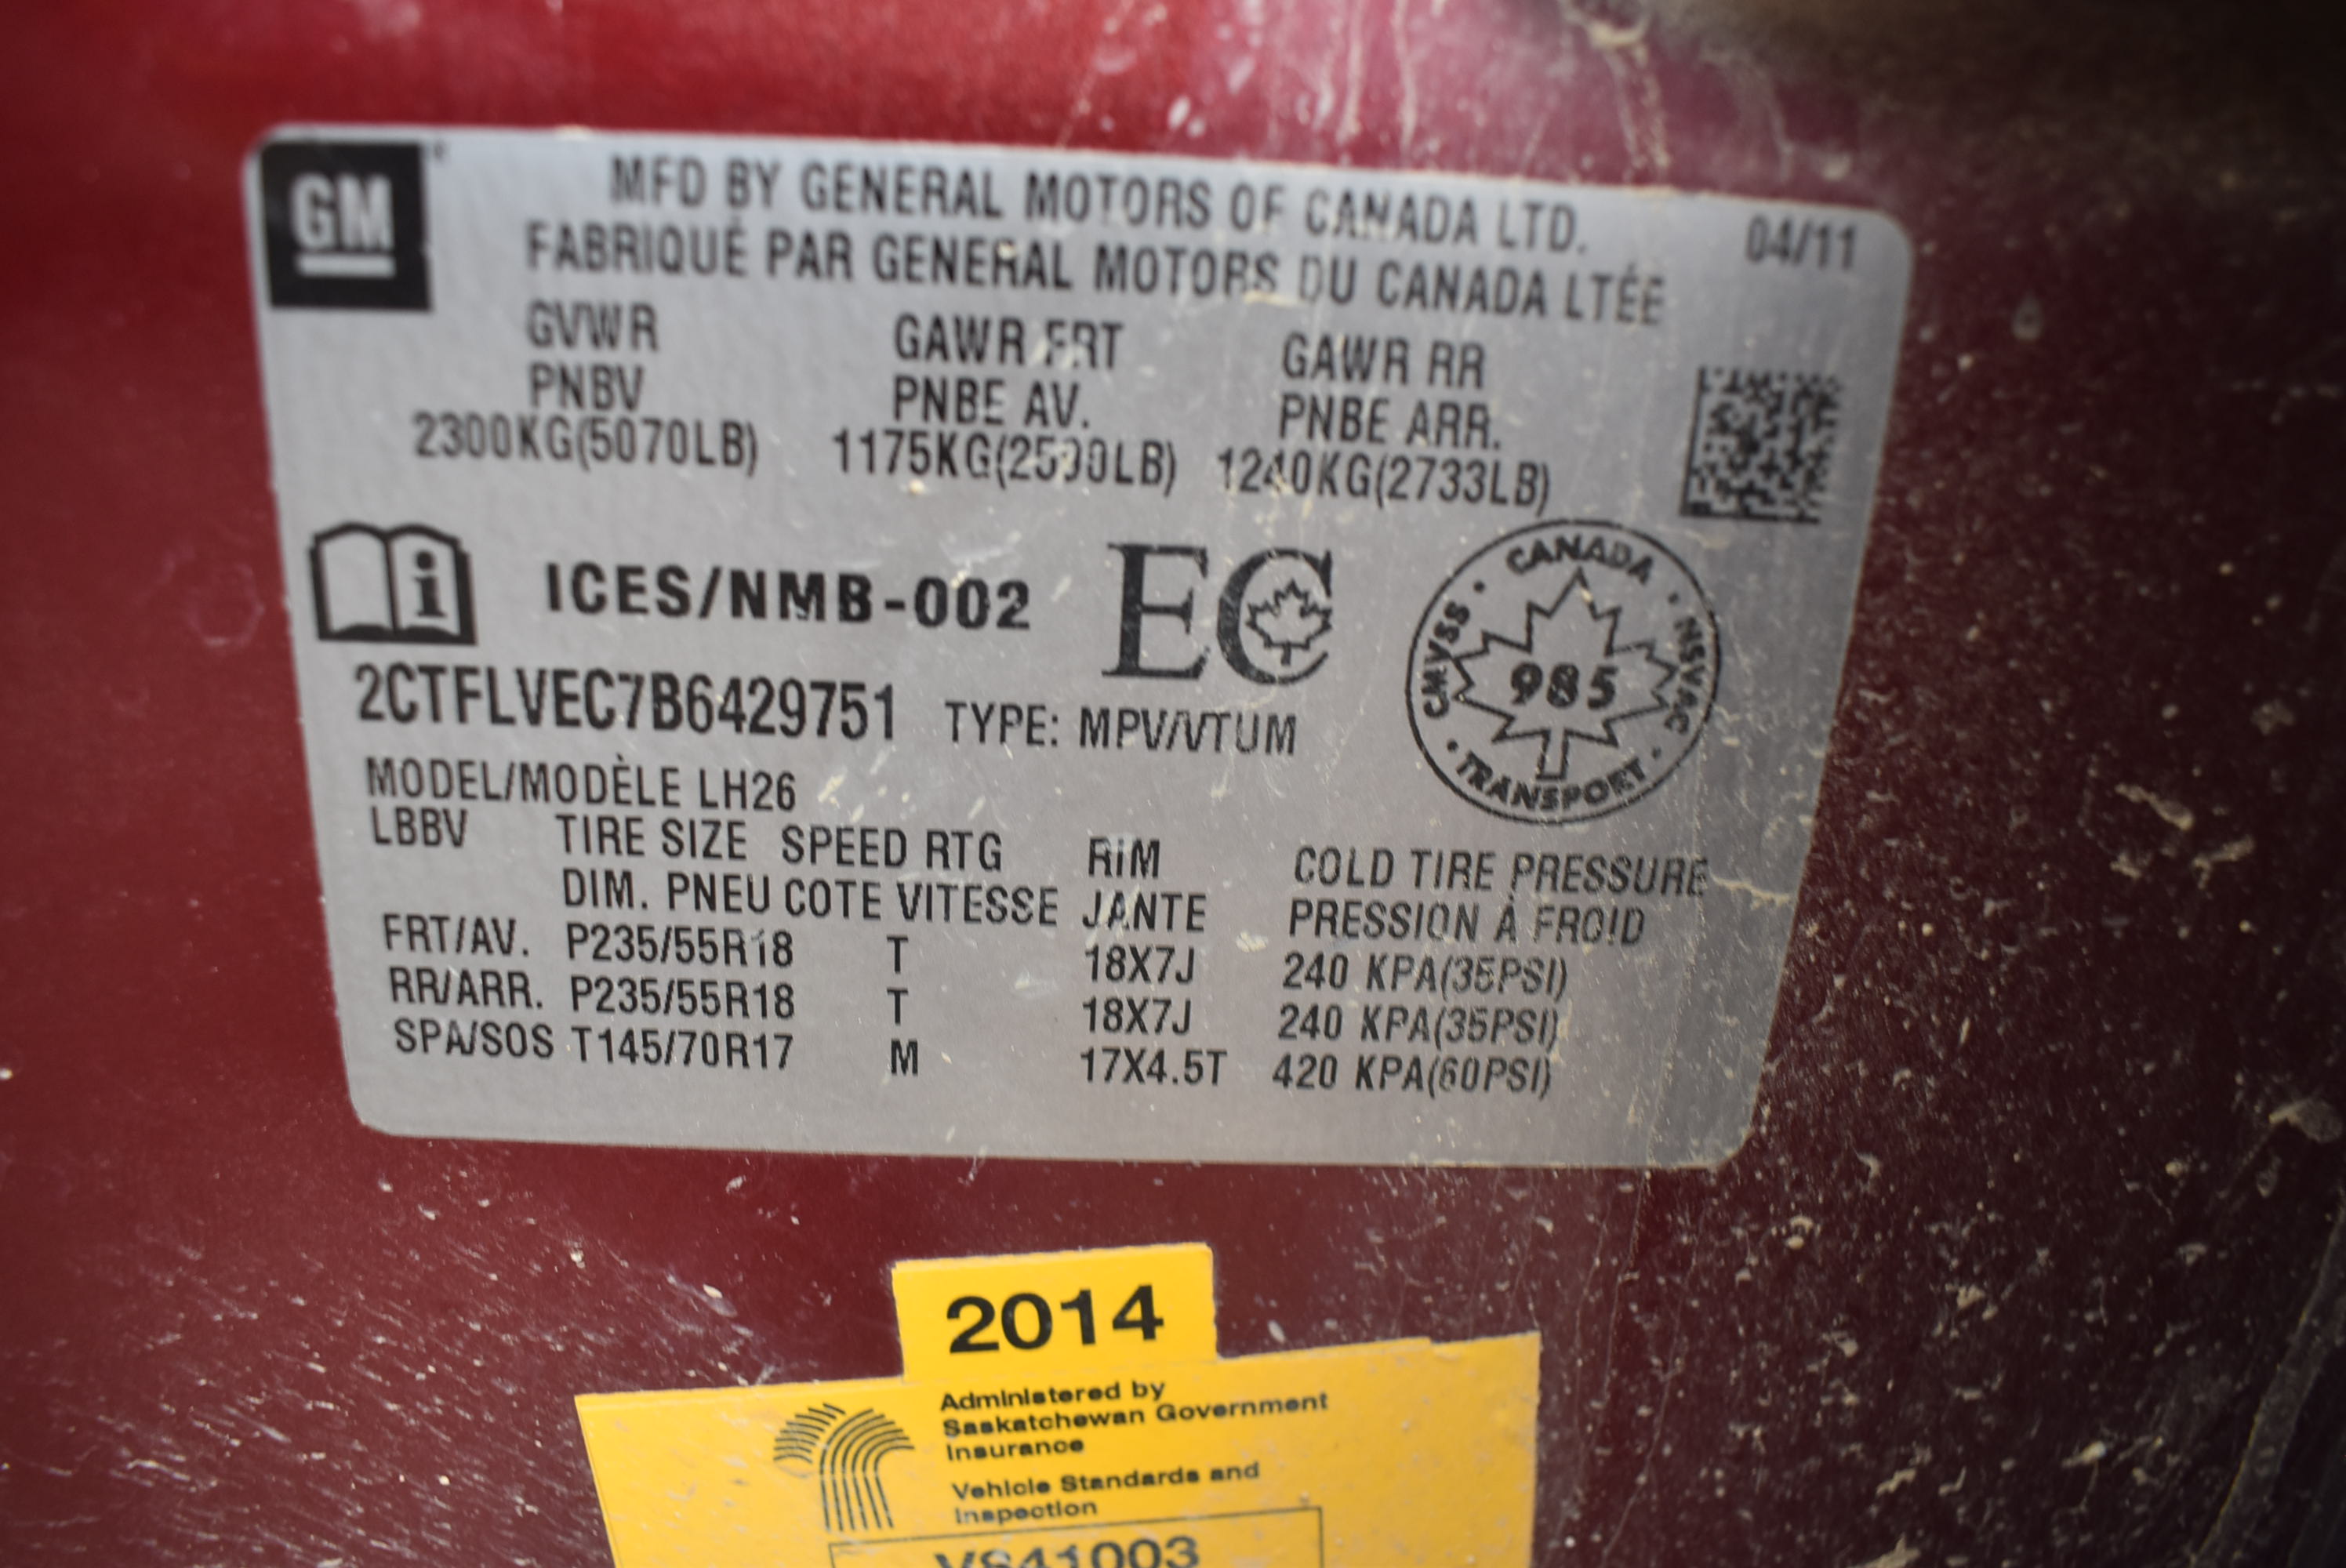 GM
MFD BY GENERAL MOTORS OF CANADA LTD.
04/11
FABRIQUÉ PAR GENERAL MOTORS DU CANADA LTÉE
GVWR GAWR FRT GAWR RR
PNBV PNBE AV. PNBE ARR.
2300KG(5070LB) 1175KG(2590LB) 1240KG(2733LB)
i ICES/NMB-002 EC
CANADA
CMVSS 985 NSVAC
TRANSPORT
2CTFLVEC7B6429751 TYPE: MPV/VTUM
MODEL/MODÈLE LH26
LBBV TIRE SIZE SPEED RTG RIM COLD TIRE PRESSURE
DIM. PNEU COTE VITESSE JANTE PRESSION À FROID
FRT/AV. P235/55R18 T 18X7J 240 KPA(35PSI)
RR/ARR. P235/55R18 T 18X7J 240 KPA(35PSI)
SPA/SOS T145/70R17 M 17X4.5T 420 KPA(60PSI)
2014
Administered by
Saskatchewan Government
Insurance
Vehicle Standards and
Inspection
VS41003